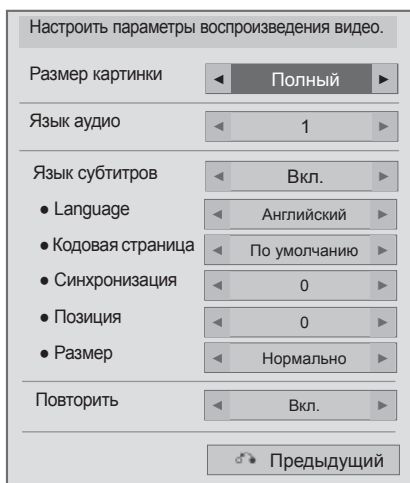 Настроить параметры воспроизведения видео.
Размер картинки ◄ Полный ►
Язык аудио ◄ 1 ►
Язык субтитров ◄ Вкл. ►
● Language ◄ Английский ►
● Кодовая страница ◄ По умолчанию ►
● Синхронизация ◄ 0 ►
● Позиция ◄ 0 ►
● Размер ◄ Нормально ►
Повторить ◄ Вкл. ►
Предыдущий